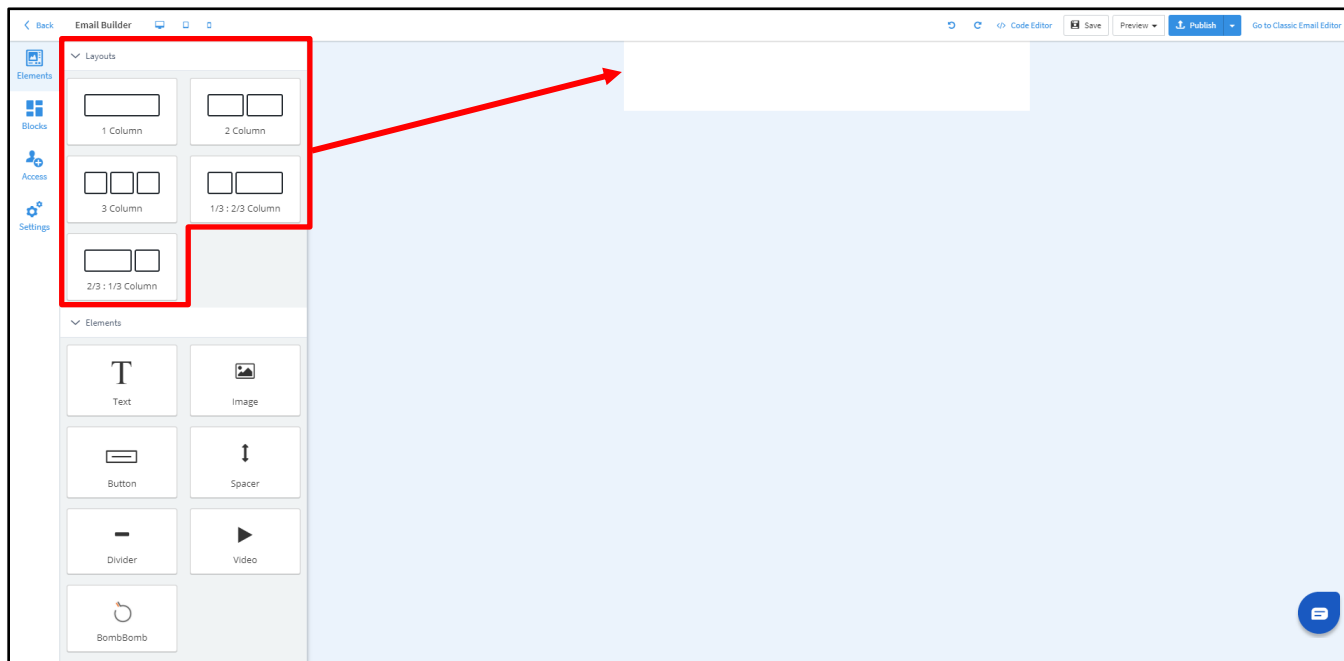 Back Email Builder </> Code Editor Save Preview Publish Go to Classic Email Editor
Elements
Blocks
Access
Settings
Layouts
1 Column 2 Column
3 Column 1/3 : 2/3 Column
2/3 : 1/3 Column
Elements
Text Image
Button Spacer
Divider Video
BombBomb